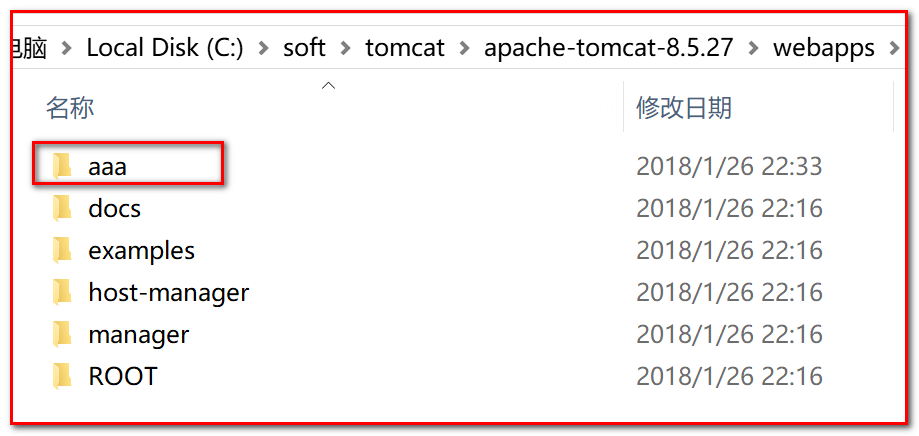 电脑 > Local Disk (C:) > soft > tomcat > apache-tomcat-8.5.27 > webapps >
名称 修改日期
aaa 2018/1/26 22:33
docs 2018/1/26 22:16
examples 2018/1/26 22:16
host-manager 2018/1/26 22:16
manager 2018/1/26 22:16
ROOT 2018/1/26 22:16